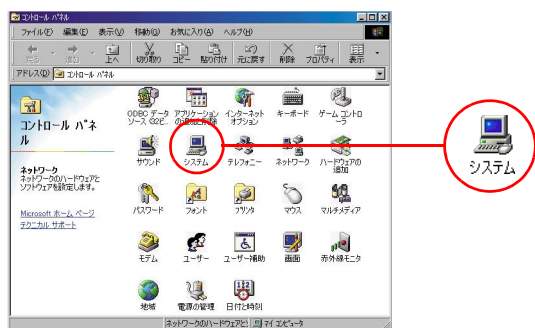 コントロール パネル
ファイル(F) 編集(E) 表示(V) 移動(G) お気に入り(A) ヘルプ(H)
戻る 進む 上へ 切り取り コピー 貼り付け 元に戻す 削除 プロパティ 表示
アドレス(D) コントロール パネル
コントロール パネ
ル
ネットワーク
ネットワークのハードウェアと
ソフトウェアを設定します。
Microsoft ホーム ページ
テクニカル サポート
ODBC データ
ソース (32E...
アプリケーション
の追加と削除
インターネット
オプション
キーボード
ゲーム コントロ
ーラ
サウンド
システム
テレフォニー
ネットワーク
ハードウェアの
追加
パスワード
フォント
プリンタ
マウス
マルチメディア
モデム
ユーザー
ユーザー補助
画面
赤外線モニタ
地域
電源の管理
日付と時刻
ネットワークのハードウェアと!
マイ コンピュータ
システム